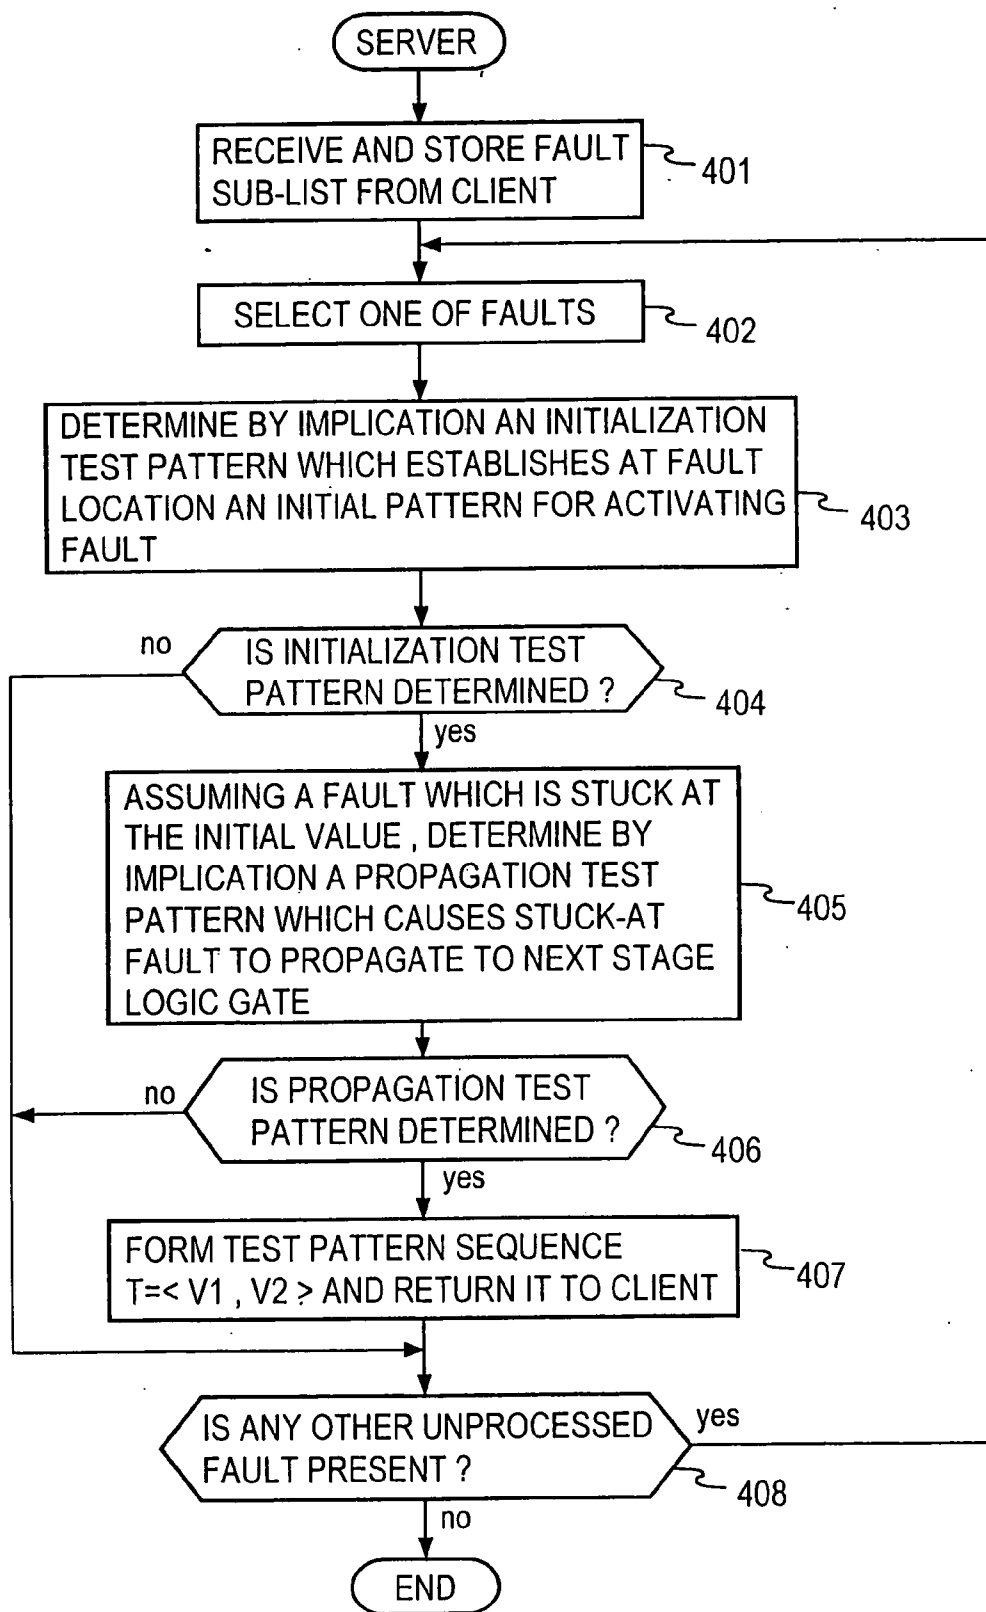 SERVER
RECEIVE AND STORE FAULT
SUB-LIST FROM CLIENT
401
SELECT ONE OF FAULTS
402
DETERMINE BY IMPLICATION AN INITIALIZATION
TEST PATTERN WHICH ESTABLISHES AT FAULT
LOCATION AN INITIAL PATTERN FOR ACTIVATING
FAULT
403
no
IS INITIALIZATION TEST
PATTERN DETERMINED ?
404
yes
ASSUMING A FAULT WHICH IS STUCK AT
THE INITIAL VALUE , DETERMINE BY
IMPLICATION A PROPAGATION TEST
PATTERN WHICH CAUSES STUCK-AT
FAULT TO PROPAGATE TO NEXT STAGE
LOGIC GATE
405
no
IS PROPAGATION TEST
PATTERN DETERMINED ?
406
yes
FORM TEST PATTERN SEQUENCE
T=< V1 , V2 > AND RETURN IT TO CLIENT
407
IS ANY OTHER UNPROCESSED
FAULT PRESENT ?
yes
408
no
END